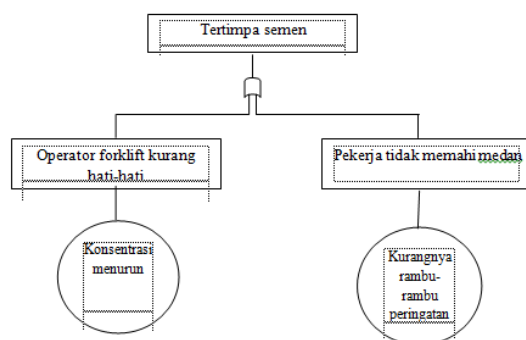 Tertimpa semen
Operator forklift kurang
hati-hati
Pekerja tidak memahi medan
Konsentrasi
menurun
Kurangnya
rambu-
rambu
peringatan